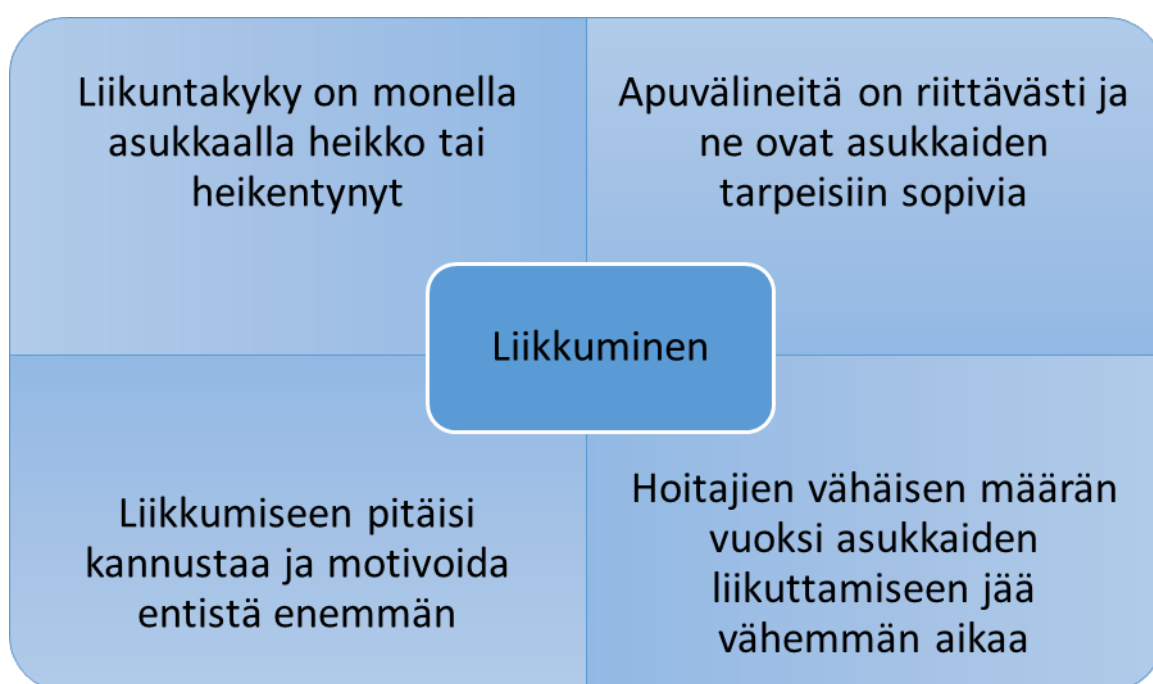 Liikuntakyky on monella
asukkaalla heikko tai
heikentynyt
Apuvälineitä on riittävästi ja
ne ovat asukkaiden
tarpeisiin sopivia
Liikkuminen
Liikkumiseen pitäisi
kannustaa ja motivoida
entistä enemmän
Hoitajien vähäisen määrän
vuoksi asukkaiden
liikuttamiseen jää
vähemmän aikaa